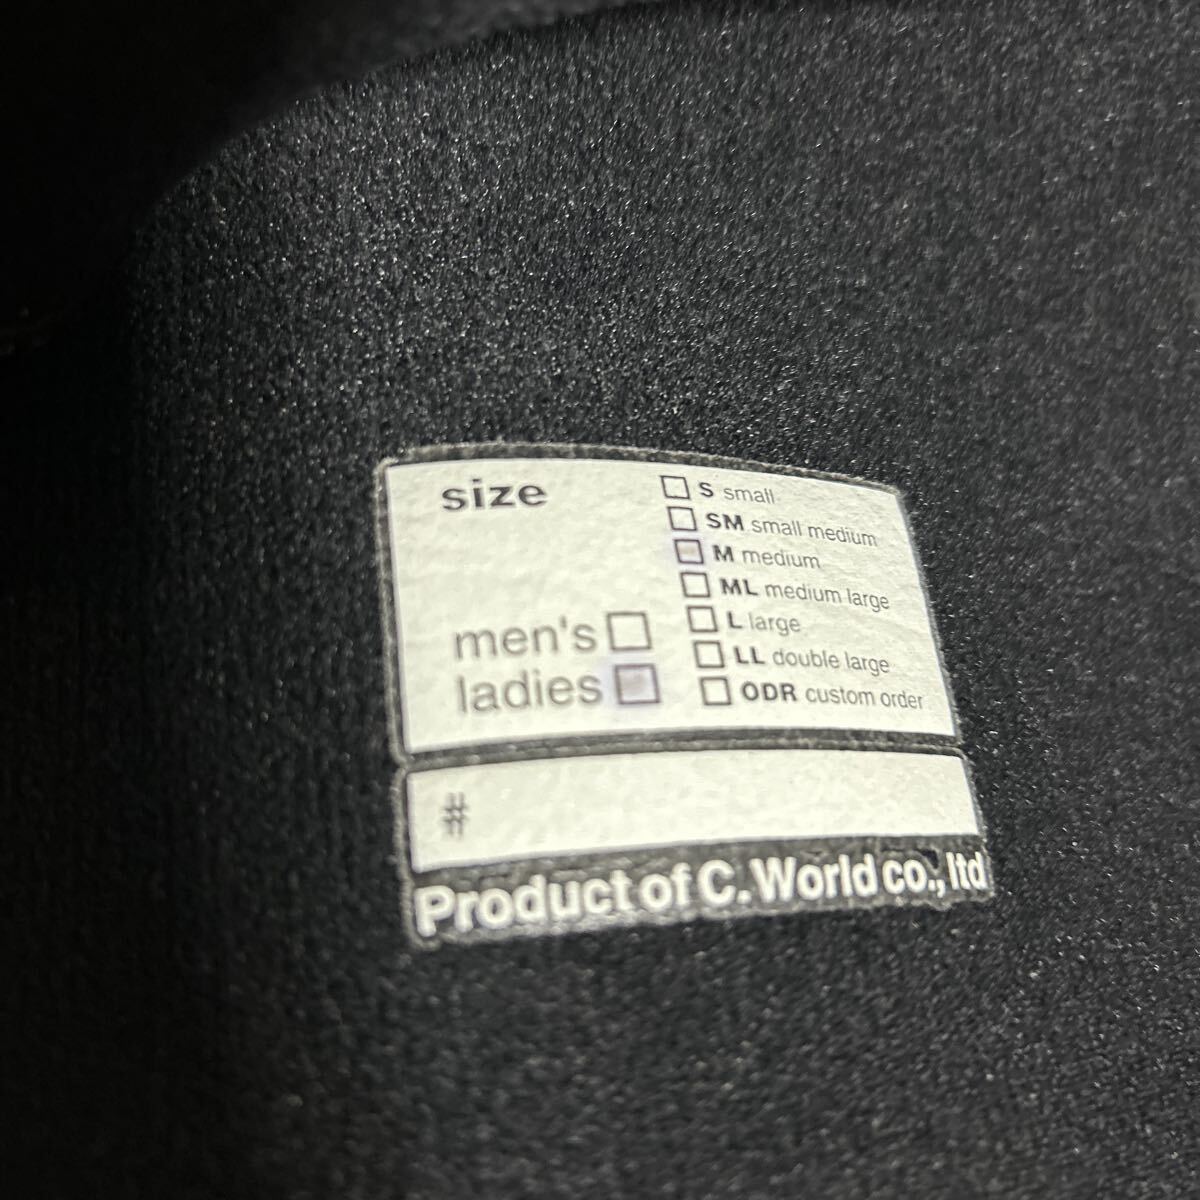 size
men's
ladies
S small
SM small medium
M medium
ML medium large
L large
LL double large
ODR custom order
#
Product of C.World co., ltd